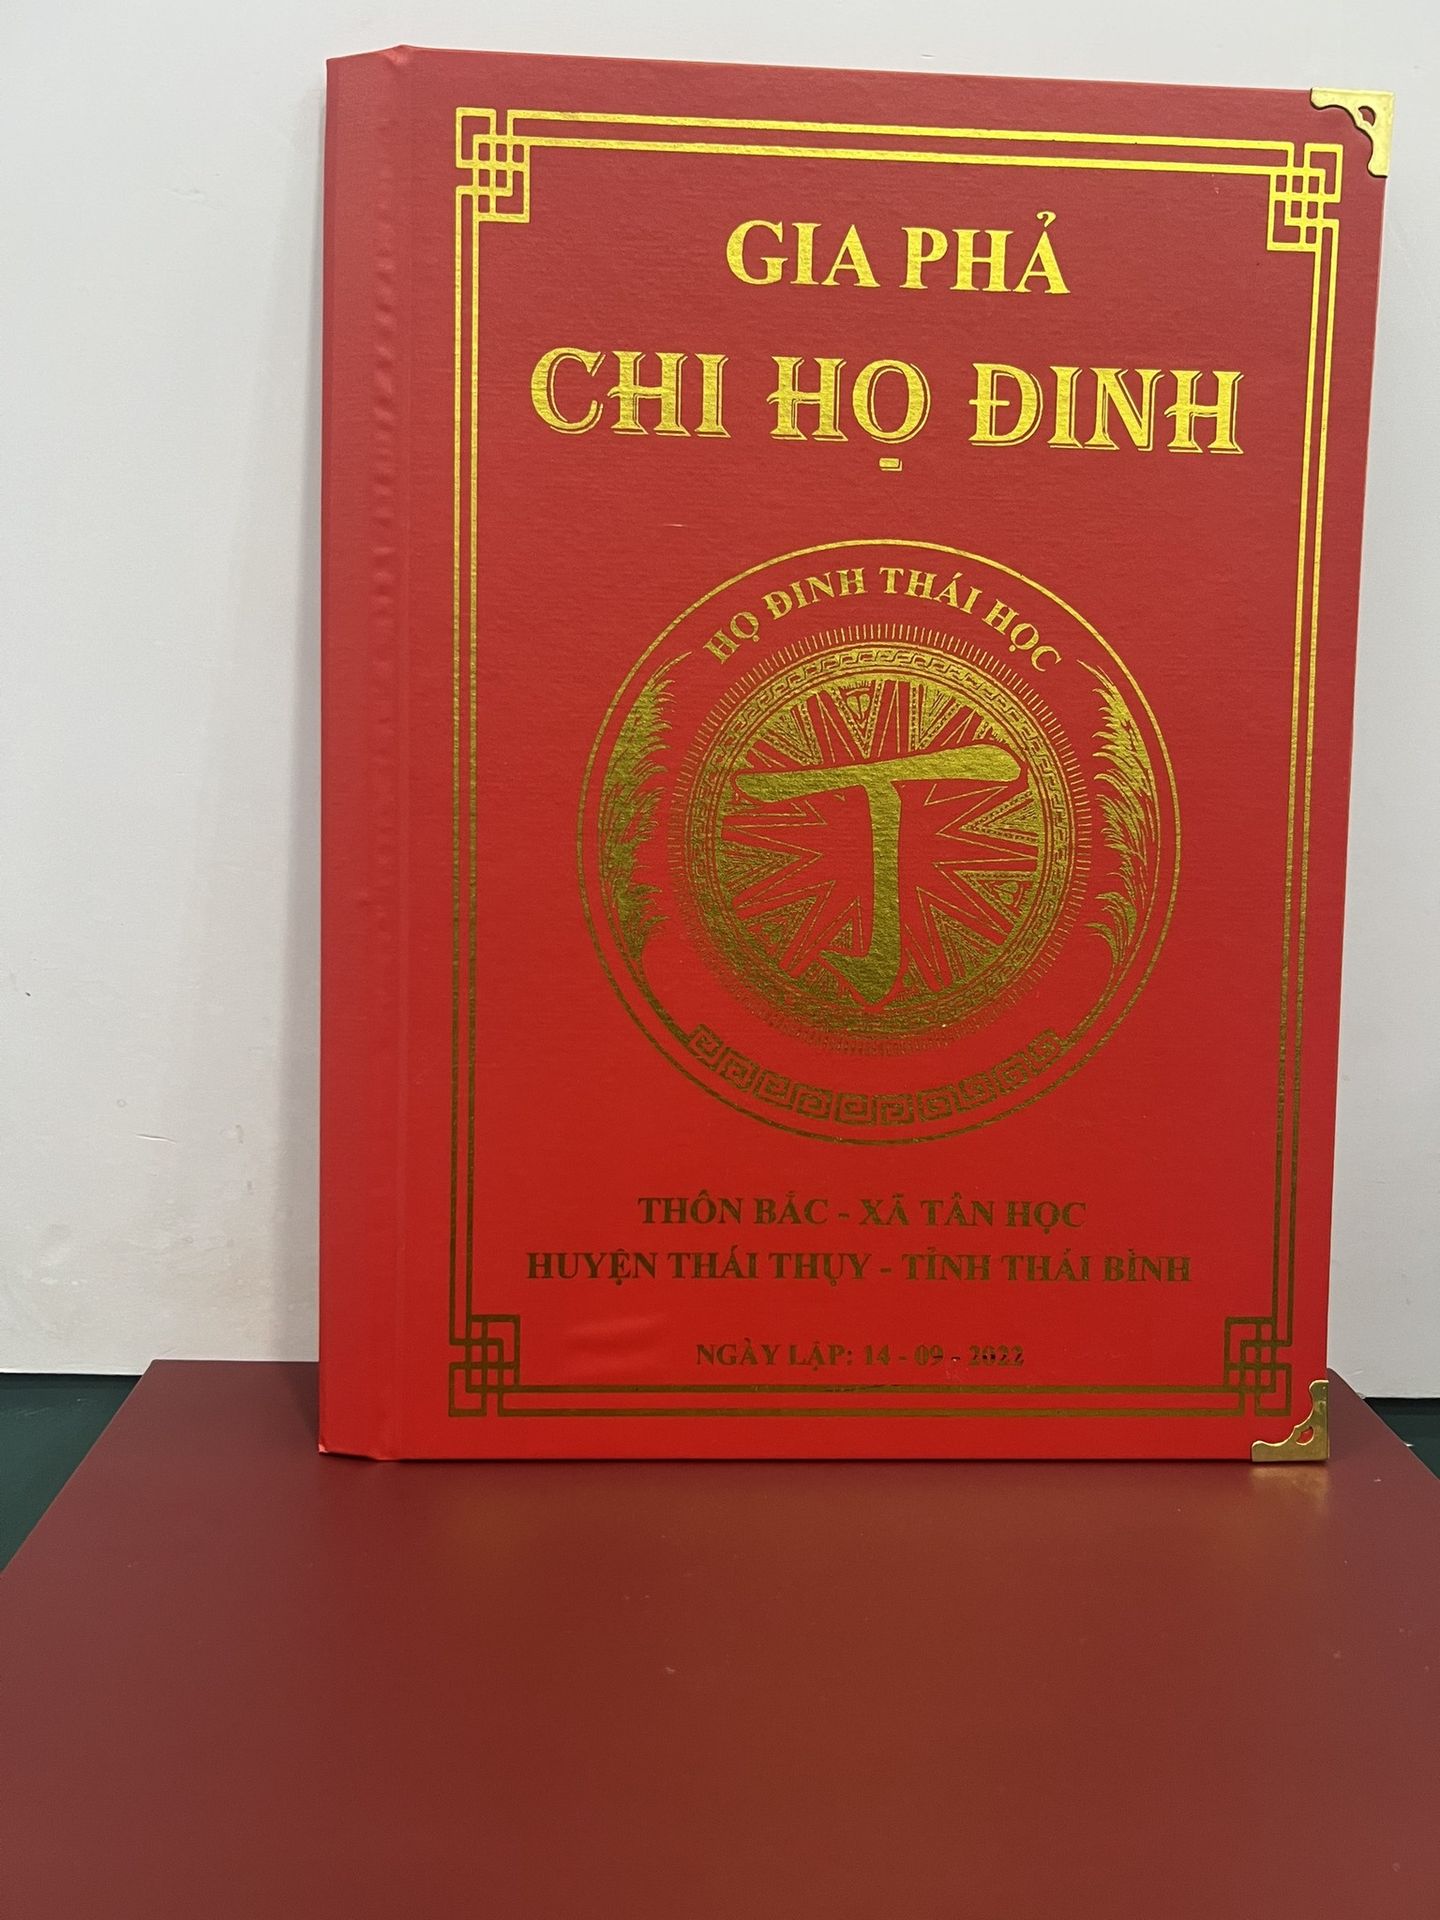 GIA PHẢ
CHI HỌ ĐINH
HỌ ĐINH THÁI HỌC
丁
THÔN BẮC - XÃ TÂN HỌC
HUYỆN THÁI THỤY - TỈNH THÁI BÌNH
NGÀY LẬP: 14 - 09 - 2022